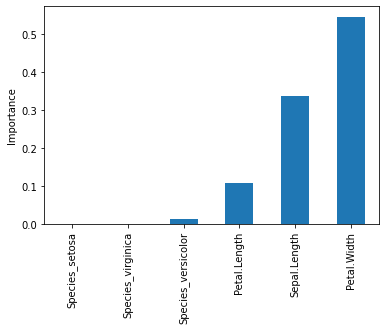 Importance
0.5
0.4
0.3
0.2
0.1
0.0
Species_setosa
Species_virginica
Species_versicolor
Petal.Length
Sepal.Length
Petal.Width